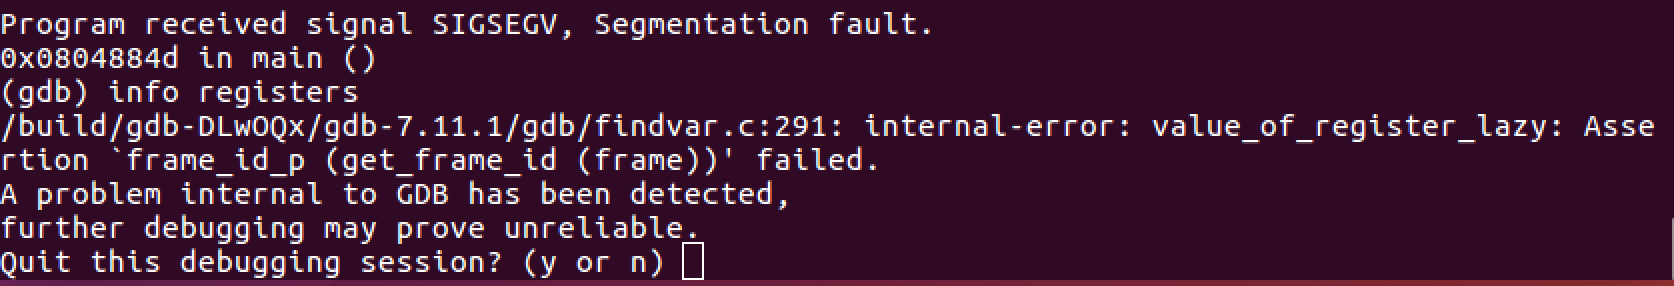 Program received signal SIGSEGV, Segmentation fault.
0x0804884d in main ()
(gdb) info registers
/build/gdb-DLwOQx/gdb-7.11.1/gdb/findvar.c:291: internal-error: value_of_register_lazy: Asse
rtion `frame_id_p (get_frame_id (frame))' failed.
A problem internal to GDB has been detected,
further debugging may prove unreliable.
Quit this debugging session? (y or n)